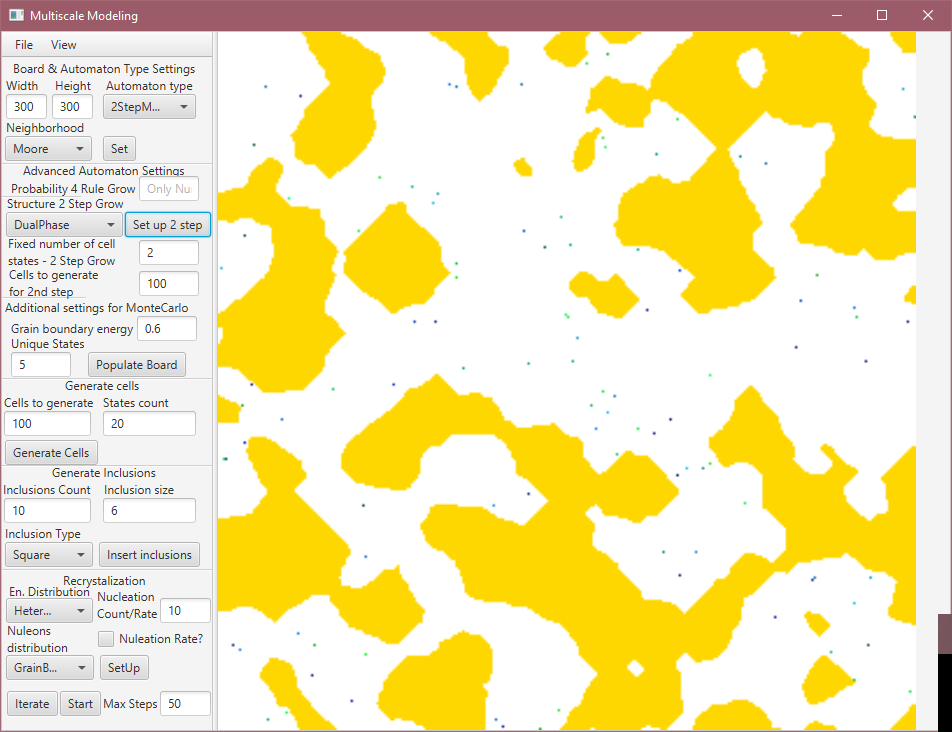 Multiscale Modeling
File View
Board & Automaton Type Settings
Width Height Automaton type
300 300 2StepM...
Neighborhood
Moore Set
Advanced Automaton Settings
Probability 4 Rule Grow Only Nu
Structure 2 Step Grow
DualPhase Set up 2 step
Fixed number of cell
states - 2 Step Grow 2
Cells to generate
for 2nd step 100
Additional settings for MonteCarlo
Grain boundary energy 0.6
Unique States
5 Populate Board
Generate cells
Cells to generate States count
100 20
Generate Cells
Generate Inclusions
Inclusions Count Inclusion size
10 6
Inclusion Type
Square Insert inclusions
Recrystalization
En. Distribution Nucleation
Heter... Count/Rate 10
Nuleons
distribution Nuleation Rate?
GrainB... SetUp
Iterate Start Max Steps 50